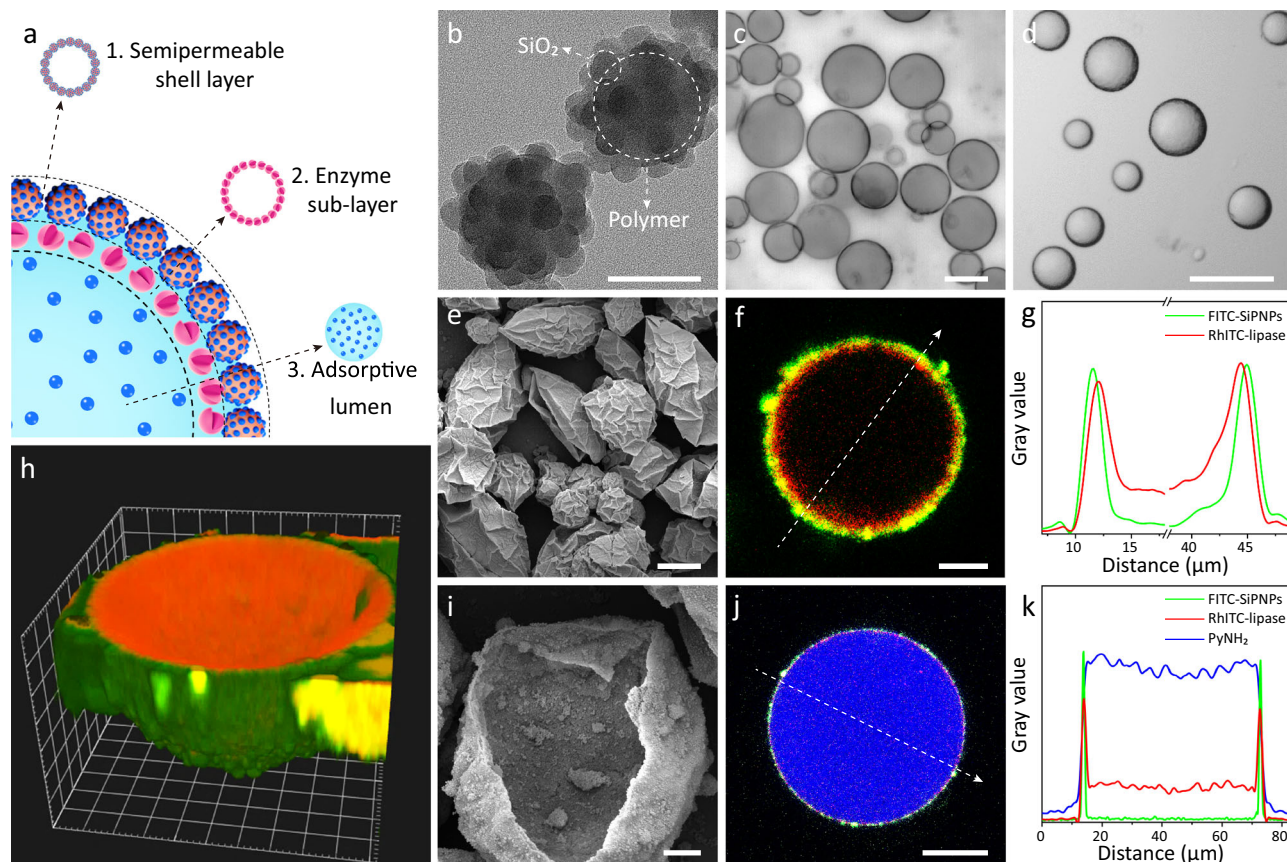 a
1. Semipermeable
shell layer
2. Enzyme
sub-layer
3. Adsorptive
lumen
b
SiO₂
Polymer
c
d
e
f
g
FITC-SiPNPs
RhITC-lipase
Gray value
10 15 40 45
Distance (μm)
h
i
j
k
FITC-SiPNPs
RhITC-lipase
PyNH₂
Gray value
0 20 40 60 80
Distance (μm)